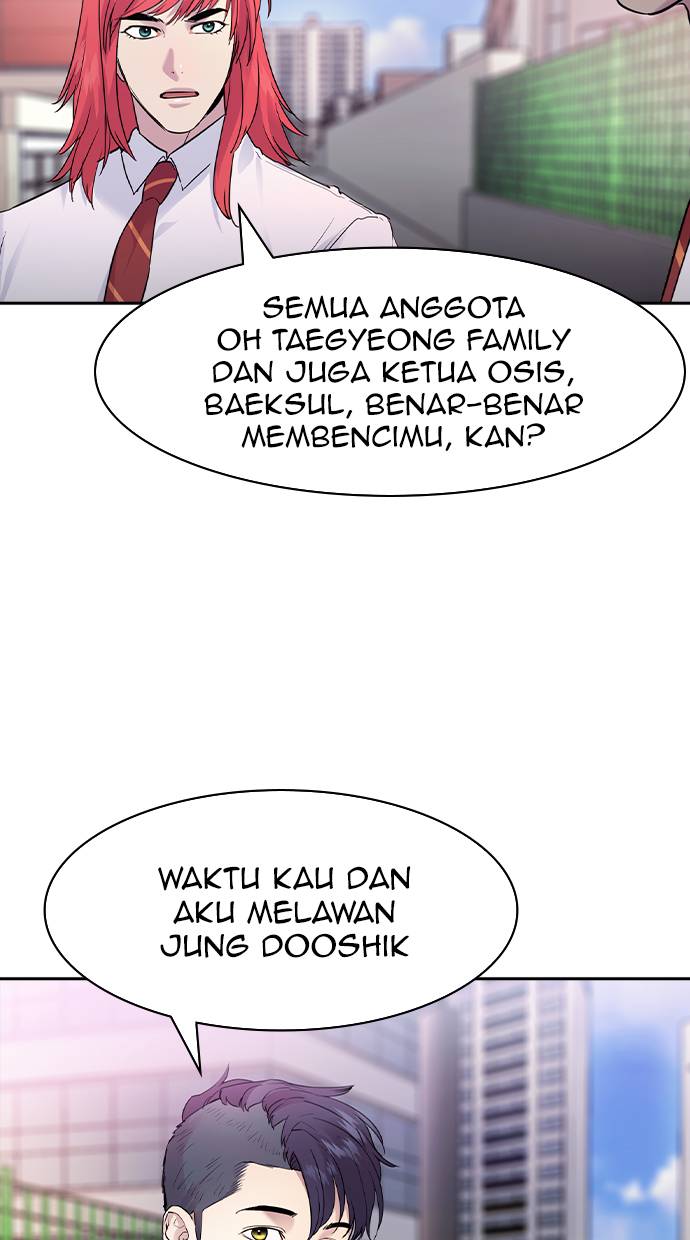 SEMUA ANGGOTA
OH TAEGYEONG FAMILY
DAN JUGA KETUA OSIS,
BAEKSUL, BENAR-BENAR
MEMBENCIMU, KAN?
WAKTU KAU DAN
AKU MELAWAN
JUNG DOOSHIK